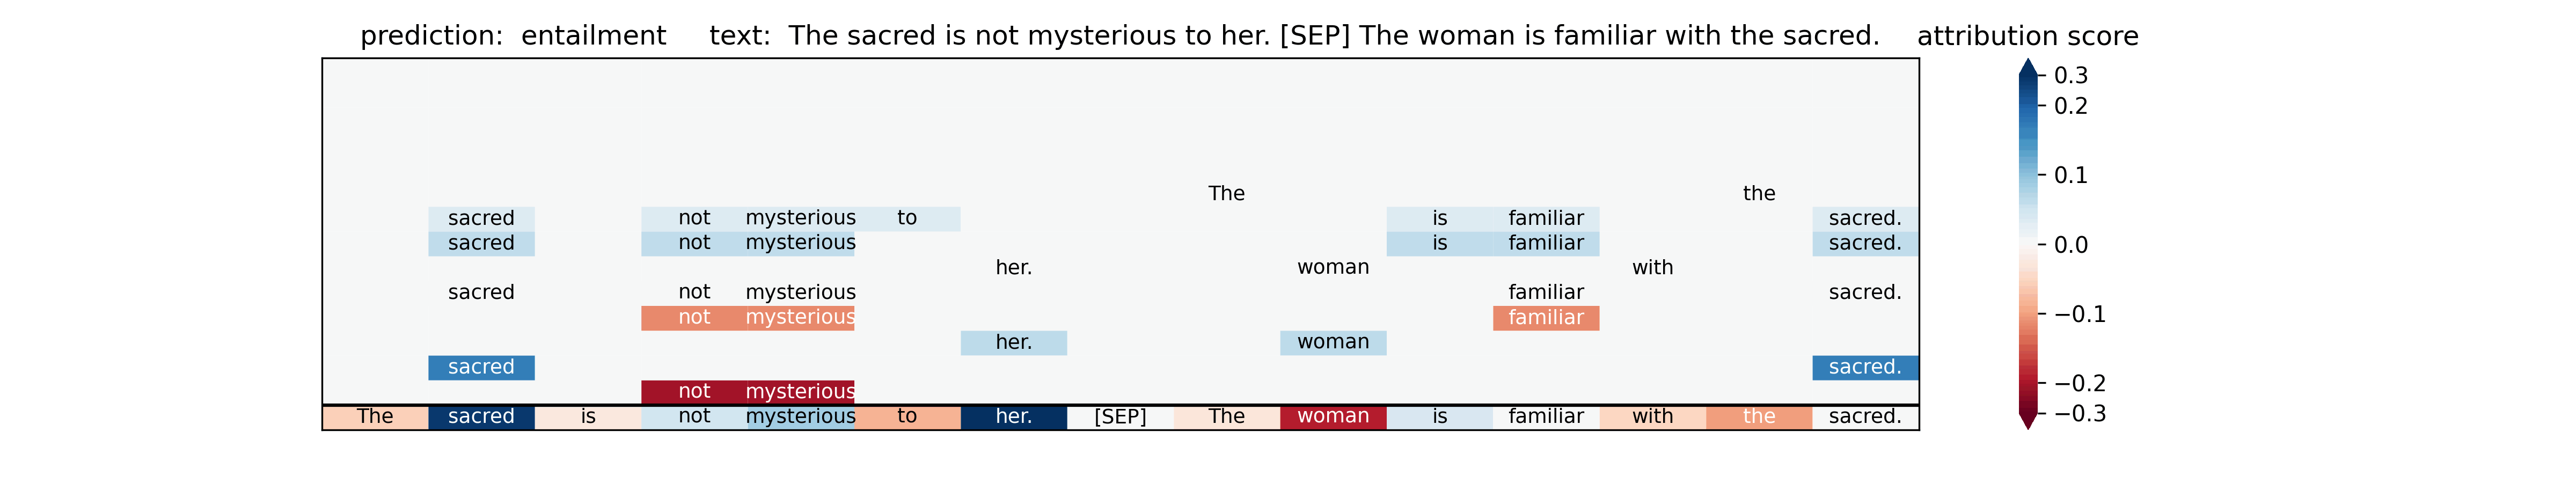 prediction: entailment text: The sacred is not mysterious to her. [SEP] The woman is familiar with the sacred. attribution score
0.3
0.2
0.1
0.0
−0.1
−0.2
−0.3
The the
sacred not mysterious to is familiar sacred.
sacred not mysterious is familiar sacred.
her. woman with
sacred not mysterious familiar sacred.
not mysterious familiar
her. woman
sacred sacred.
not mysterious
The sacred is not mysterious to her. [SEP] The woman is familiar with the sacred.